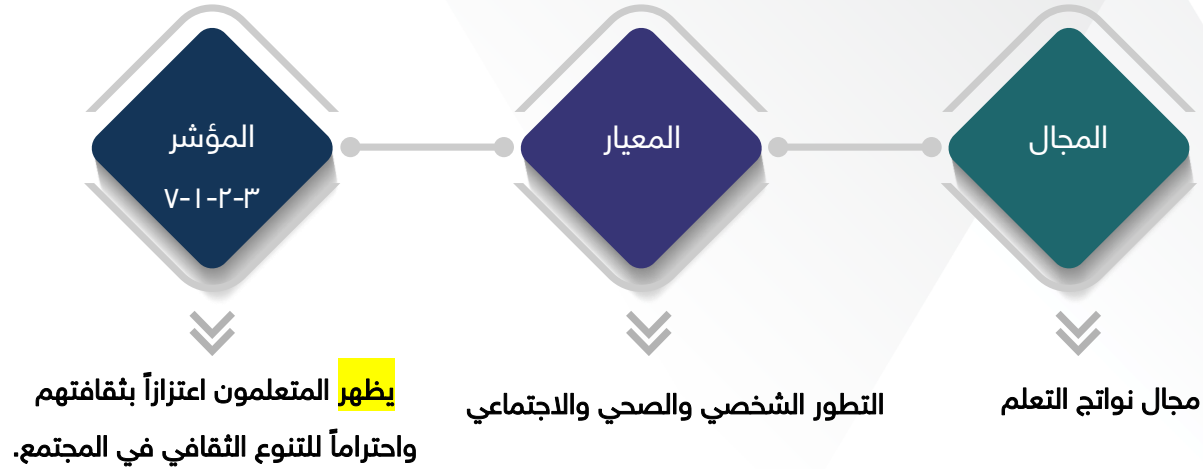 المجال
المعيار
المؤشر
٣-٢-١-٧
مجال نواتج التعلم
التطور الشخصي والصحي والاجتماعي
يظهر المتعلمون اعتزازاً بثقافتهم
واحتراماً للتنوع الثقافي في المجتمع.